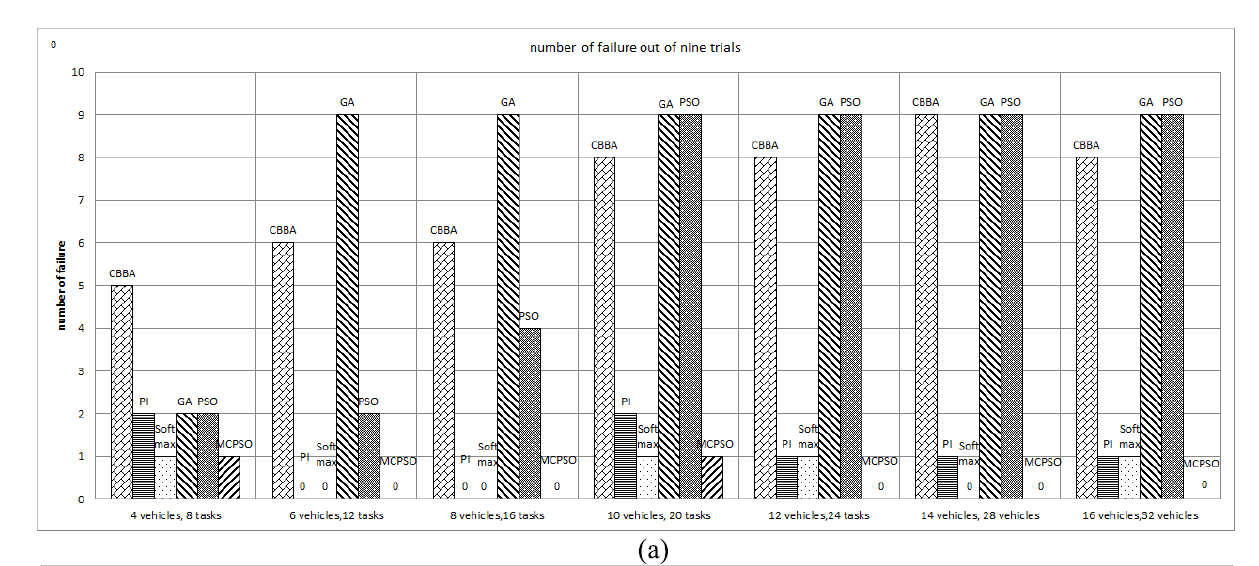 0
number of failure out of nine trials
number of failure
10
9
8
7
6
5
4
3
2
1
0
CBBA
PI
Soft
max
GA
PSO
MCPSO
4 vehicles, 8 tasks
CBBA
PI
0
Soft
max
0
GA
PSO
MCPSO
0
6 vehicles,12 tasks
CBBA
PI
0
Soft
max
0
GA
PSO
MCPSO
0
8 vehicles,16 tasks
CBBA
PI
Soft
max
GA
PSO
MCPSO
10 vehicles, 20 tasks
CBBA
PI
Soft
max
GA
PSO
MCPSO
0
12 vehicles,24 tasks
CBBA
PI
Soft
max
0
GA
PSO
MCPSO
0
14 vehicles, 28 vehicles
CBBA
PI
Soft
max
GA
PSO
MCPSO
0
16 vehicles,32 vehicles
(a)